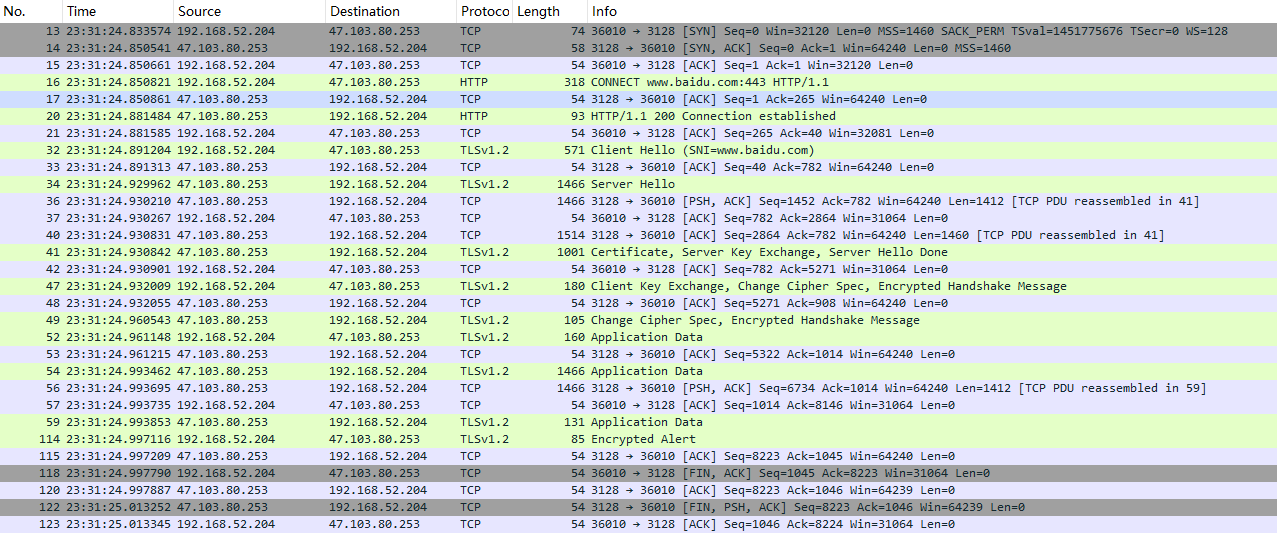 No. Time Source Destination Protoco Length Info
13 23:31:24.833574 192.168.52.204 47.103.80.253 TCP 74 36010 → 3128 [SYN] Seq=0 Win=32120 Len=0 MSS=1460 SACK_PERM TSval=1451775676 TSecr=0 WS=128
14 23:31:24.850541 47.103.80.253 192.168.52.204 TCP 58 3128 → 36010 [SYN, ACK] Seq=0 Ack=1 Win=64240 Len=0 MSS=1460
15 23:31:24.850661 192.168.52.204 47.103.80.253 TCP 54 36010 → 3128 [ACK] Seq=1 Ack=1 Win=32120 Len=0
16 23:31:24.850821 192.168.52.204 47.103.80.253 HTTP 318 CONNECT www.baidu.com:443 HTTP/1.1
17 23:31:24.850861 47.103.80.253 192.168.52.204 TCP 54 3128 → 36010 [ACK] Seq=1 Ack=265 Win=64240 Len=0
20 23:31:24.881484 47.103.80.253 192.168.52.204 HTTP 93 HTTP/1.1 200 Connection established
21 23:31:24.881585 192.168.52.204 47.103.80.253 TCP 54 36010 → 3128 [ACK] Seq=265 Ack=40 Win=32081 Len=0
32 23:31:24.891204 192.168.52.204 47.103.80.253 TLSv1.2 571 Client Hello (SNI=www.baidu.com)
33 23:31:24.891313 47.103.80.253 192.168.52.204 TCP 54 3128 → 36010 [ACK] Seq=40 Ack=782 Win=64240 Len=0
34 23:31:24.929962 47.103.80.253 192.168.52.204 TLSv1.2 1466 Server Hello
36 23:31:24.930210 47.103.80.253 192.168.52.204 TCP 1466 3128 → 36010 [PSH, ACK] Seq=1452 Ack=782 Win=64240 Len=1412 [TCP PDU reassembled in 41]
37 23:31:24.930267 192.168.52.204 47.103.80.253 TCP 54 36010 → 3128 [ACK] Seq=782 Ack=2864 Win=31064 Len=0
40 23:31:24.930831 47.103.80.253 192.168.52.204 TCP 1514 3128 → 36010 [ACK] Seq=2864 Ack=782 Win=64240 Len=1460 [TCP PDU reassembled in 41]
41 23:31:24.930842 47.103.80.253 192.168.52.204 TLSv1.2 1001 Certificate, Server Key Exchange, Server Hello Done
42 23:31:24.930901 192.168.52.204 47.103.80.253 TCP 54 36010 → 3128 [ACK] Seq=782 Ack=5271 Win=31064 Len=0
47 23:31:24.932009 192.168.52.204 47.103.80.253 TLSv1.2 180 Client Key Exchange, Change Cipher Spec, Encrypted Handshake Message
48 23:31:24.932055 47.103.80.253 192.168.52.204 TCP 54 3128 → 36010 [ACK] Seq=5271 Ack=908 Win=64240 Len=0
49 23:31:24.960543 47.103.80.253 192.168.52.204 TLSv1.2 105 Change Cipher Spec, Encrypted Handshake Message
52 23:31:24.961148 192.168.52.204 47.103.80.253 TLSv1.2 160 Application Data
53 23:31:24.961215 47.103.80.253 192.168.52.204 TCP 54 3128 → 36010 [ACK] Seq=5322 Ack=1014 Win=64240 Len=0
54 23:31:24.993462 47.103.80.253 192.168.52.204 TLSv1.2 1466 Application Data
56 23:31:24.993695 47.103.80.253 192.168.52.204 TCP 1466 3128 → 36010 [PSH, ACK] Seq=6734 Ack=1014 Win=64240 Len=1412 [TCP PDU reassembled in 59]
57 23:31:24.993735 192.168.52.204 47.103.80.253 TCP 54 36010 → 3128 [ACK] Seq=1014 Ack=8146 Win=31064 Len=0
59 23:31:24.993853 47.103.80.253 192.168.52.204 TLSv1.2 131 Application Data
114 23:31:24.997116 192.168.52.204 47.103.80.253 TLSv1.2 85 Encrypted Alert
115 23:31:24.997209 47.103.80.253 192.168.52.204 TCP 54 3128 → 36010 [ACK] Seq=8223 Ack=1045 Win=64240 Len=0
118 23:31:24.997790 192.168.52.204 47.103.80.253 TCP 54 36010 → 3128 [FIN, ACK] Seq=1045 Ack=8223 Win=31064 Len=0
120 23:31:24.997887 47.103.80.253 192.168.52.204 TCP 54 3128 → 36010 [ACK] Seq=8223 Ack=1046 Win=64239 Len=0
122 23:31:25.013252 47.103.80.253 192.168.52.204 TCP 54 3128 → 36010 [FIN, PSH, ACK] Seq=8223 Ack=1046 Win=64239 Len=0
123 23:31:25.013345 192.168.52.204 47.103.80.253 TCP 54 36010 → 3128 [ACK] Seq=1046 Ack=8224 Win=31064 Len=0